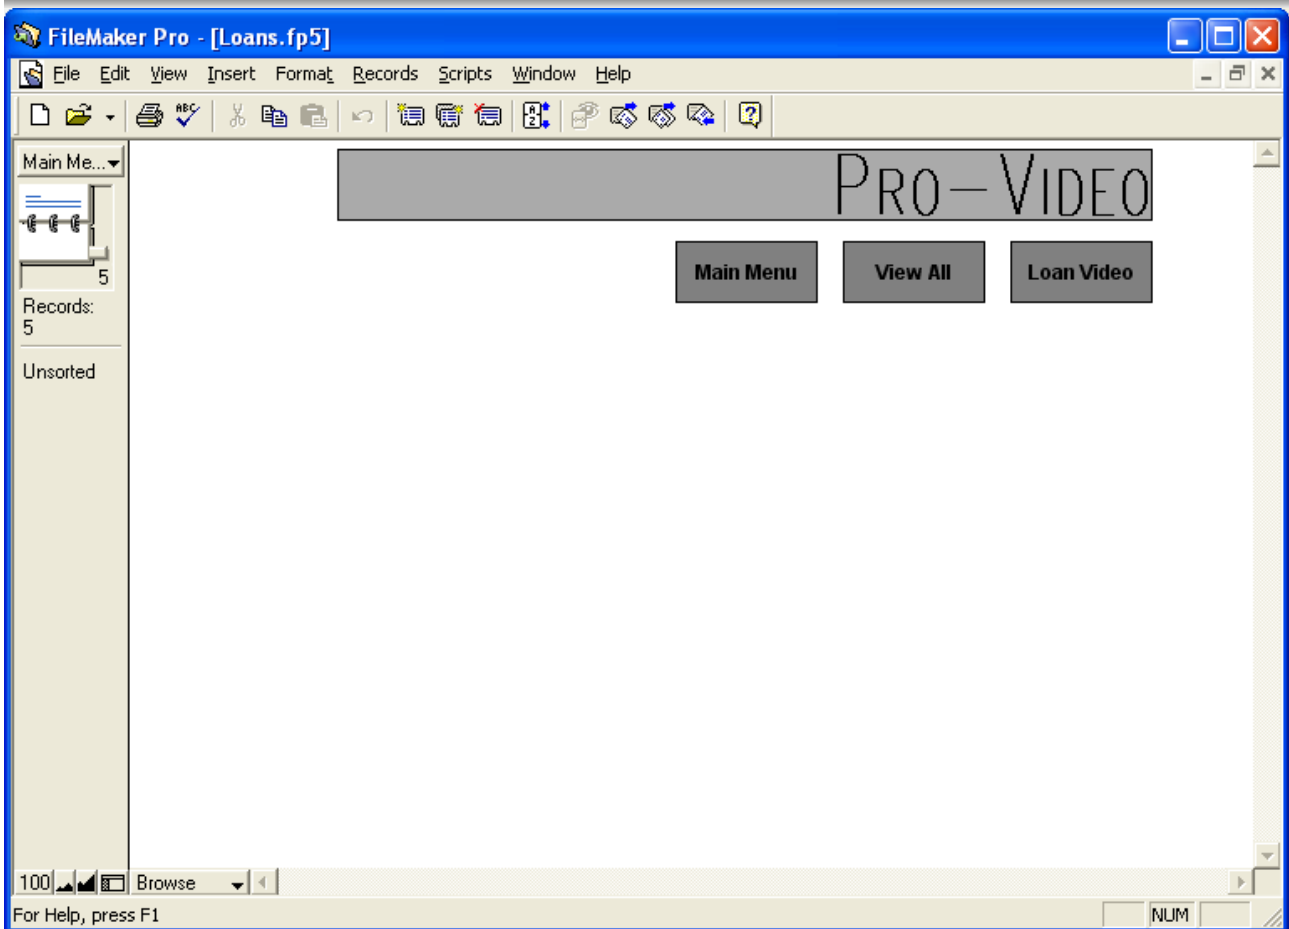 FileMaker Pro - [Loans.fp5]
File Edit View Insert Format Records Scripts Window Help
ABC
A
Z
?
Main Me...
PRO-VIDEO
Main Menu View All Loan Video
5
Records:
5
Unsorted
100 Browse
For Help, press F1 NUM